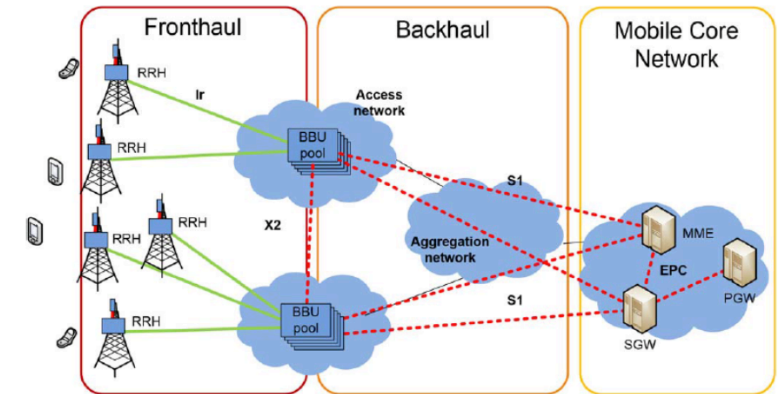 Fronthaul
Backhaul
Mobile Core
Network
RRH
Ir
Access
network
BBU
pool
RRH
S1
RRH
X2
MME
RRH
Aggregation
network
EPC
PGW
BBU
pool
S1
RRH
SGW